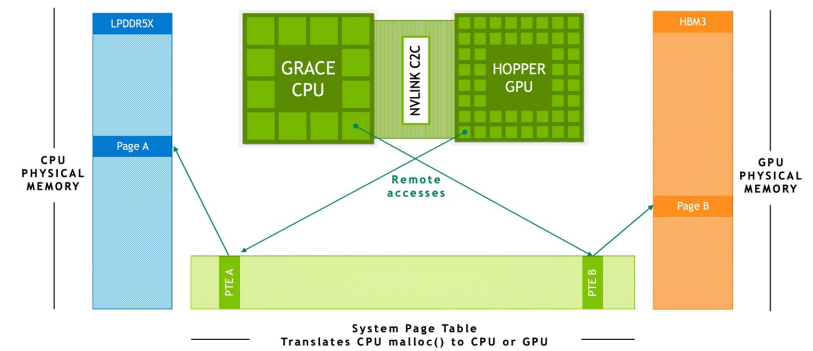 LPDDR5X
Page A
CPU
PHYSICAL
MEMORY
GRACE
CPU
NVLINK C2C
HOPPER
GPU
HBM3
Page B
GPU
PHYSICAL
MEMORY
Remote
accesses
PTE A
PTE B
System Page Table
Translates CPU malloc() to CPU or GPU